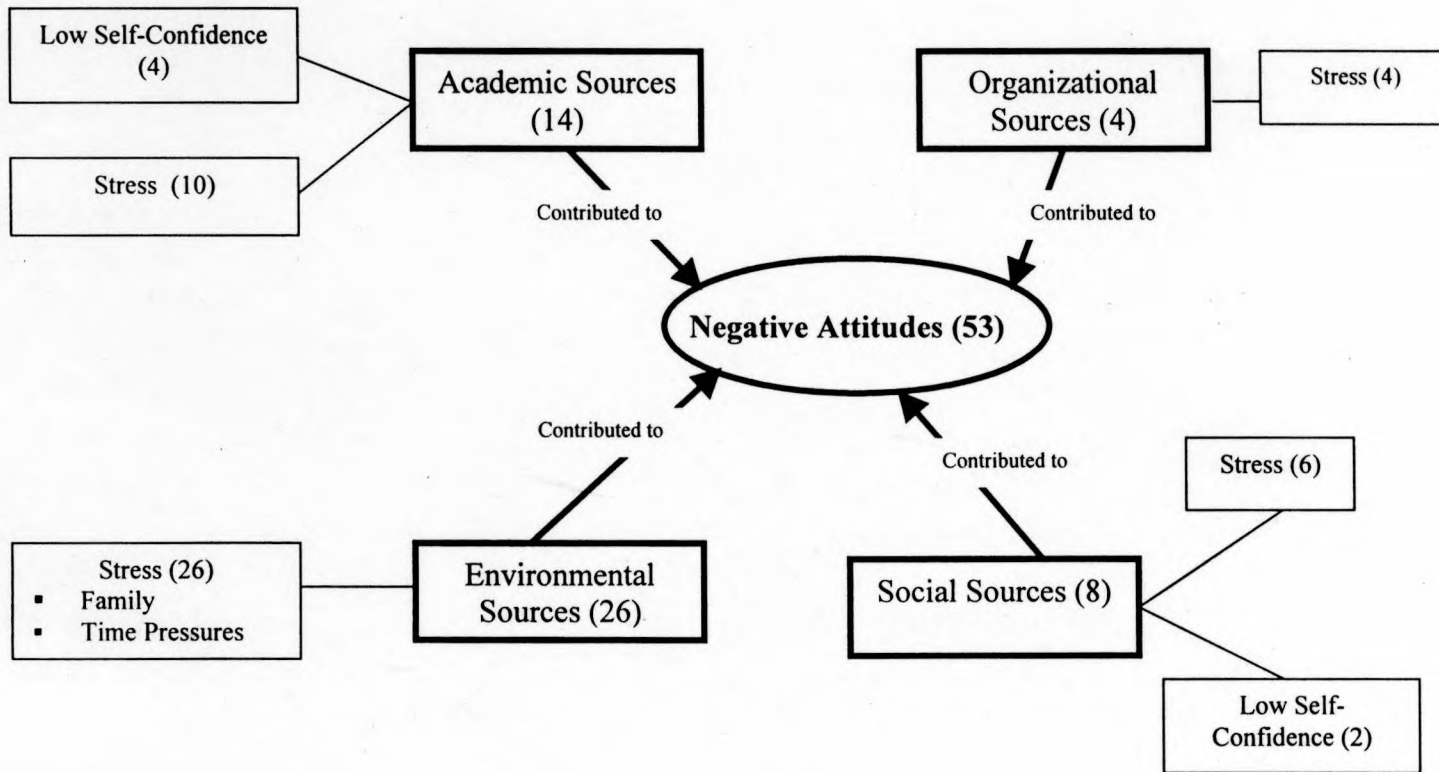 Low Self-Confidence
(4)
Academic Sources
(14)
Stress (10)
Organizational
Sources (4)
Stress (4)
Contributed to
Contributed to
Negative Attitudes (53)
Contributed to
Contributed to
Stress (26)
▪ Family
▪ Time Pressures
Environmental
Sources (26)
Social Sources (8)
Stress (6)
Low Self-
Confidence (2)